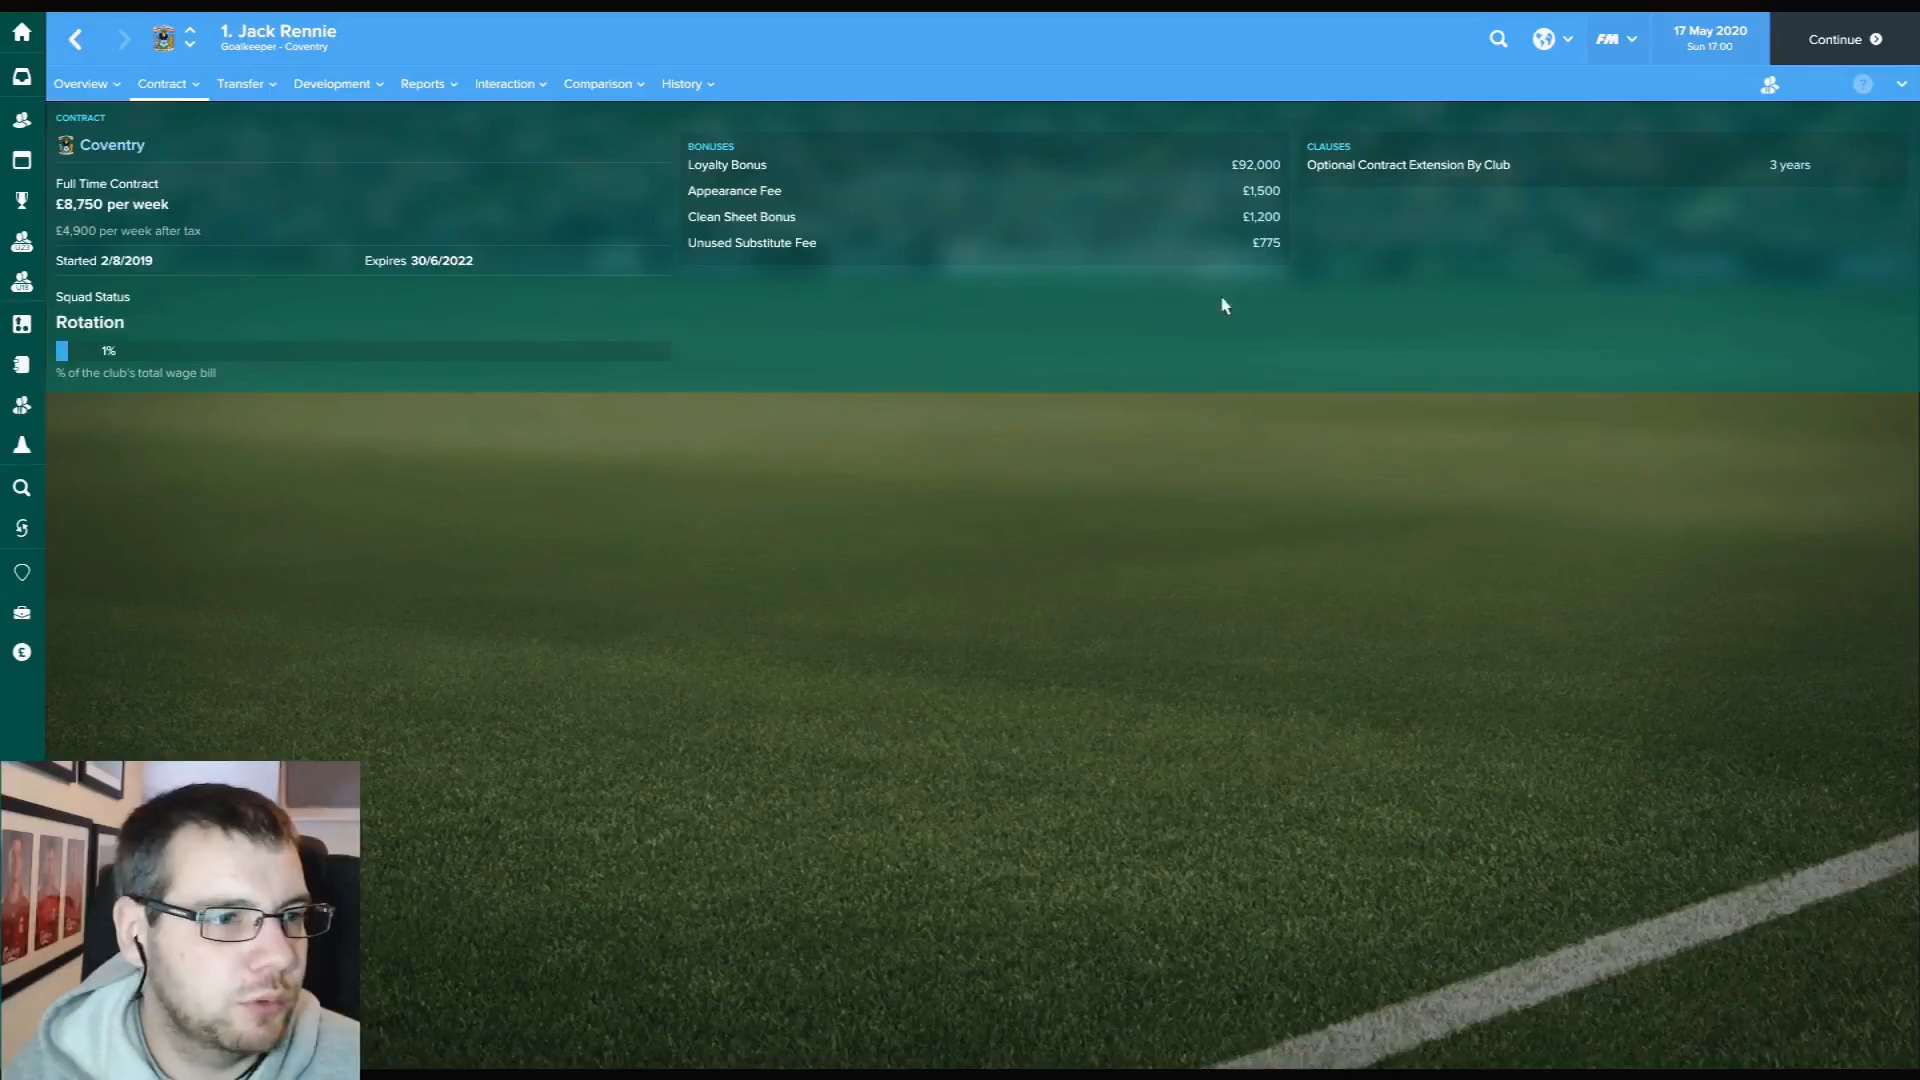 1. Jack Rennie
Goalkeeper - Coventry
FM
17 May 2020
Sun 17:00
Continue
Overview
Contract
Transfer
Development
Reports
Interaction
Comparison
History
?
CONTRACT
Coventry
Full Time Contract
£8,750 per week
£4,900 per week after tax
Started 2/8/2019 Expires 30/6/2022
Squad Status
Rotation
1%
% of the club's total wage bill
BONUSES
Loyalty Bonus £92,000
Appearance Fee £1,500
Clean Sheet Bonus £1,200
Unused Substitute Fee £775
CLAUSES
Optional Contract Extension By Club 3 years
U23
U18
£